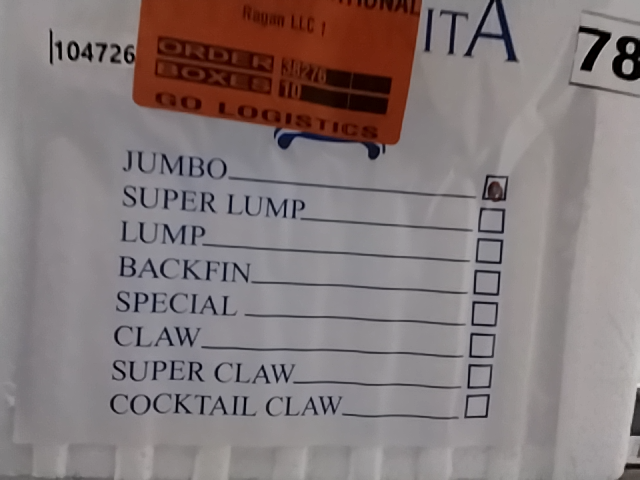 Ragan LLC
ITA
104726
78
ORDER 38276
BOXES 10
GO LOGISTICS
JUMBO
SUPER LUMP
LUMP
BACKFIN
SPECIAL
CLAW
SUPER CLAW
COCKTAIL CLAW